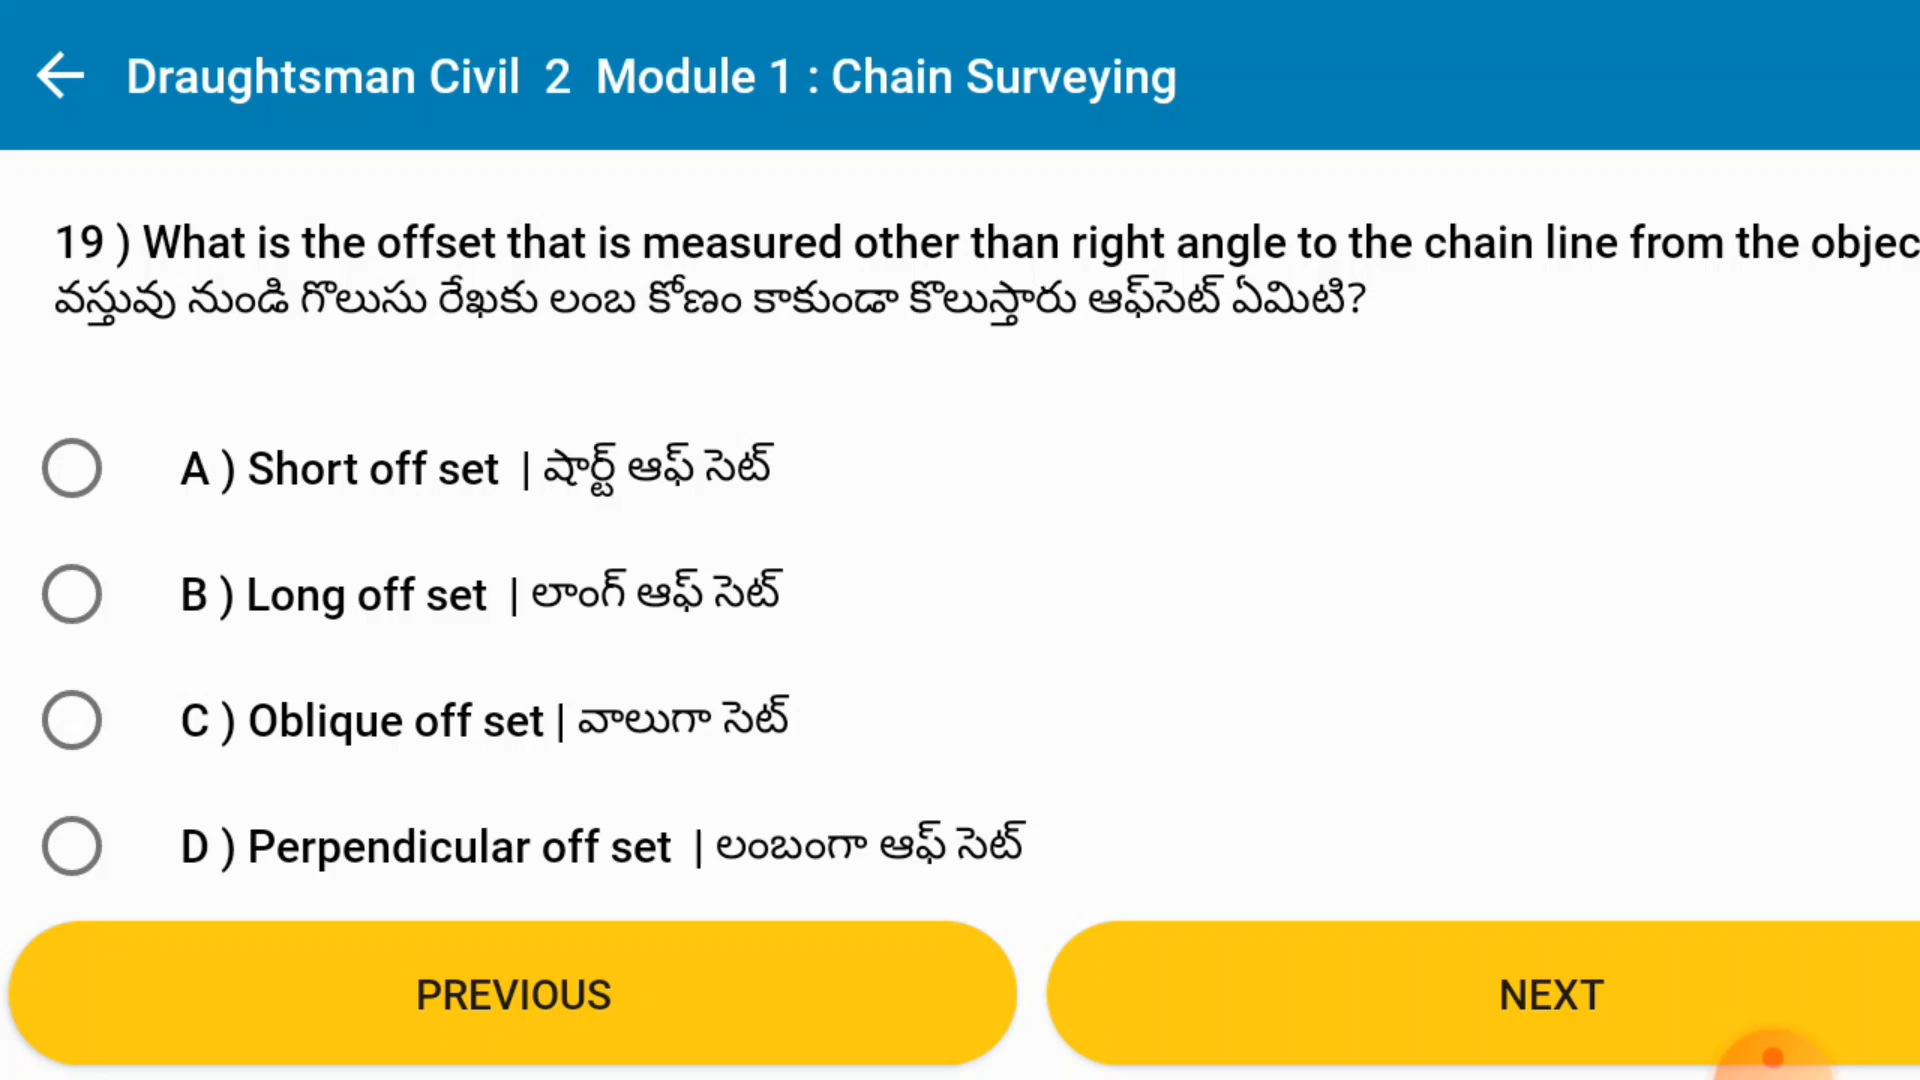 Draughtsman Civil 2 Module 1 : Chain Surveying
19 ) What is the offset that is measured other than right angle to the chain line from the objec
వస్తువు నుండి గొలుసు రేఖకు లంబ కోణం కాకుండా కొలుస్తారు ఆఫ్‌సెట్ ఏమిటి?
A ) Short off set | షార్ట్ ఆఫ్ సెట్
B ) Long off set | లాంగ్ ఆఫ్ సెట్
C ) Oblique off set | వాలుగా సెట్
D ) Perpendicular off set | లంబంగా ఆఫ్ సెట్
PREVIOUS NEXT